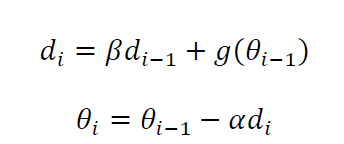 𝑑ᵢ = 𝛽𝑑ᵢ₋₁ + 𝑔(𝜃ᵢ₋₁)
𝜃ᵢ = 𝜃ᵢ₋₁ − 𝛼𝑑ᵢ